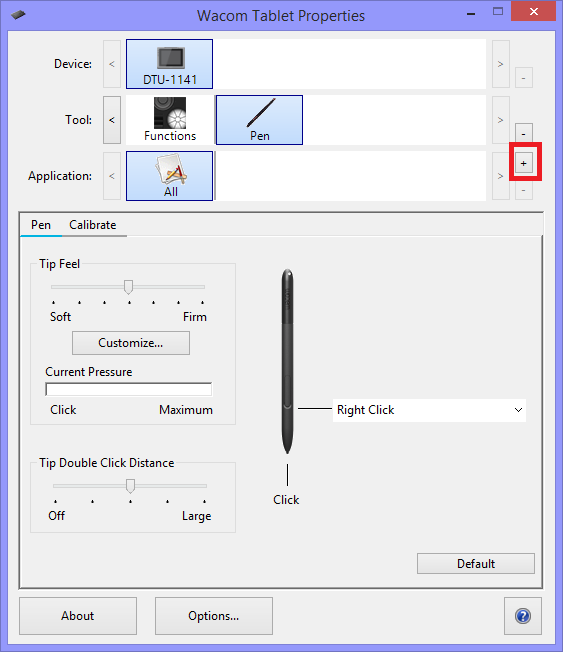 Wacom Tablet Properties
Device:
<
DTU-1141
>
-
Tool:
<
Functions
Pen
>
-
Application:
<
All
>
+
-
Pen Calibrate
Tip Feel
Soft Firm
Customize...
Current Pressure
Click Maximum
Right Click
Tip Double Click Distance
Off Large
Click
Default
About Options... ?